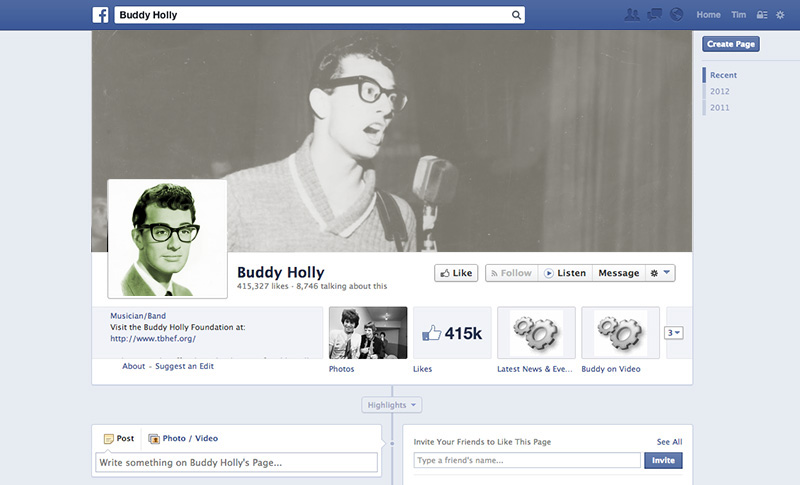 f
Buddy Holly
Home
Tim
Create Page
Recent
2012
2011
Buddy Holly
415,327 likes · 8,746 talking about this
Like
Follow
Listen
Message
Musician/Band
Visit the Buddy Holly Foundation at:
http://www.tbhef.org/
About - Suggest an Edit
415k
3
Photos
Likes
Latest News & Eve...
Buddy on Video
Highlights
Post
Photo / Video
Write something on Buddy Holly's Page...
Invite Your Friends to Like This Page
See All
Type a friend's name...
Invite